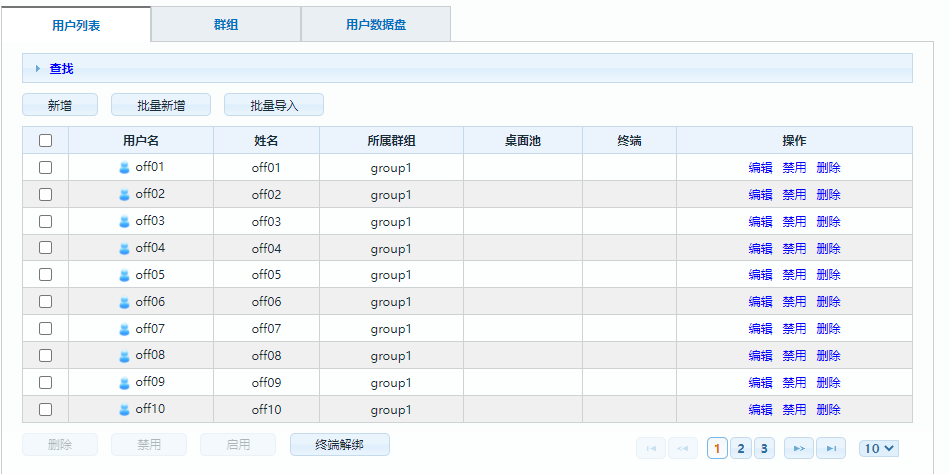 用户列表 群组 用户数据盘
查找
新增 批量新增 批量导入
用户名 姓名 所属群组 桌面池 终端 操作
off01 off01 group1 编辑 禁用 删除
off02 off02 group1 编辑 禁用 删除
off03 off03 group1 编辑 禁用 删除
off04 off04 group1 编辑 禁用 删除
off05 off05 group1 编辑 禁用 删除
off06 off06 group1 编辑 禁用 删除
off07 off07 group1 编辑 禁用 删除
off08 off08 group1 编辑 禁用 删除
off09 off09 group1 编辑 禁用 删除
off10 off10 group1 编辑 禁用 删除
删除 禁用 启用 终端解绑 1 2 3 10